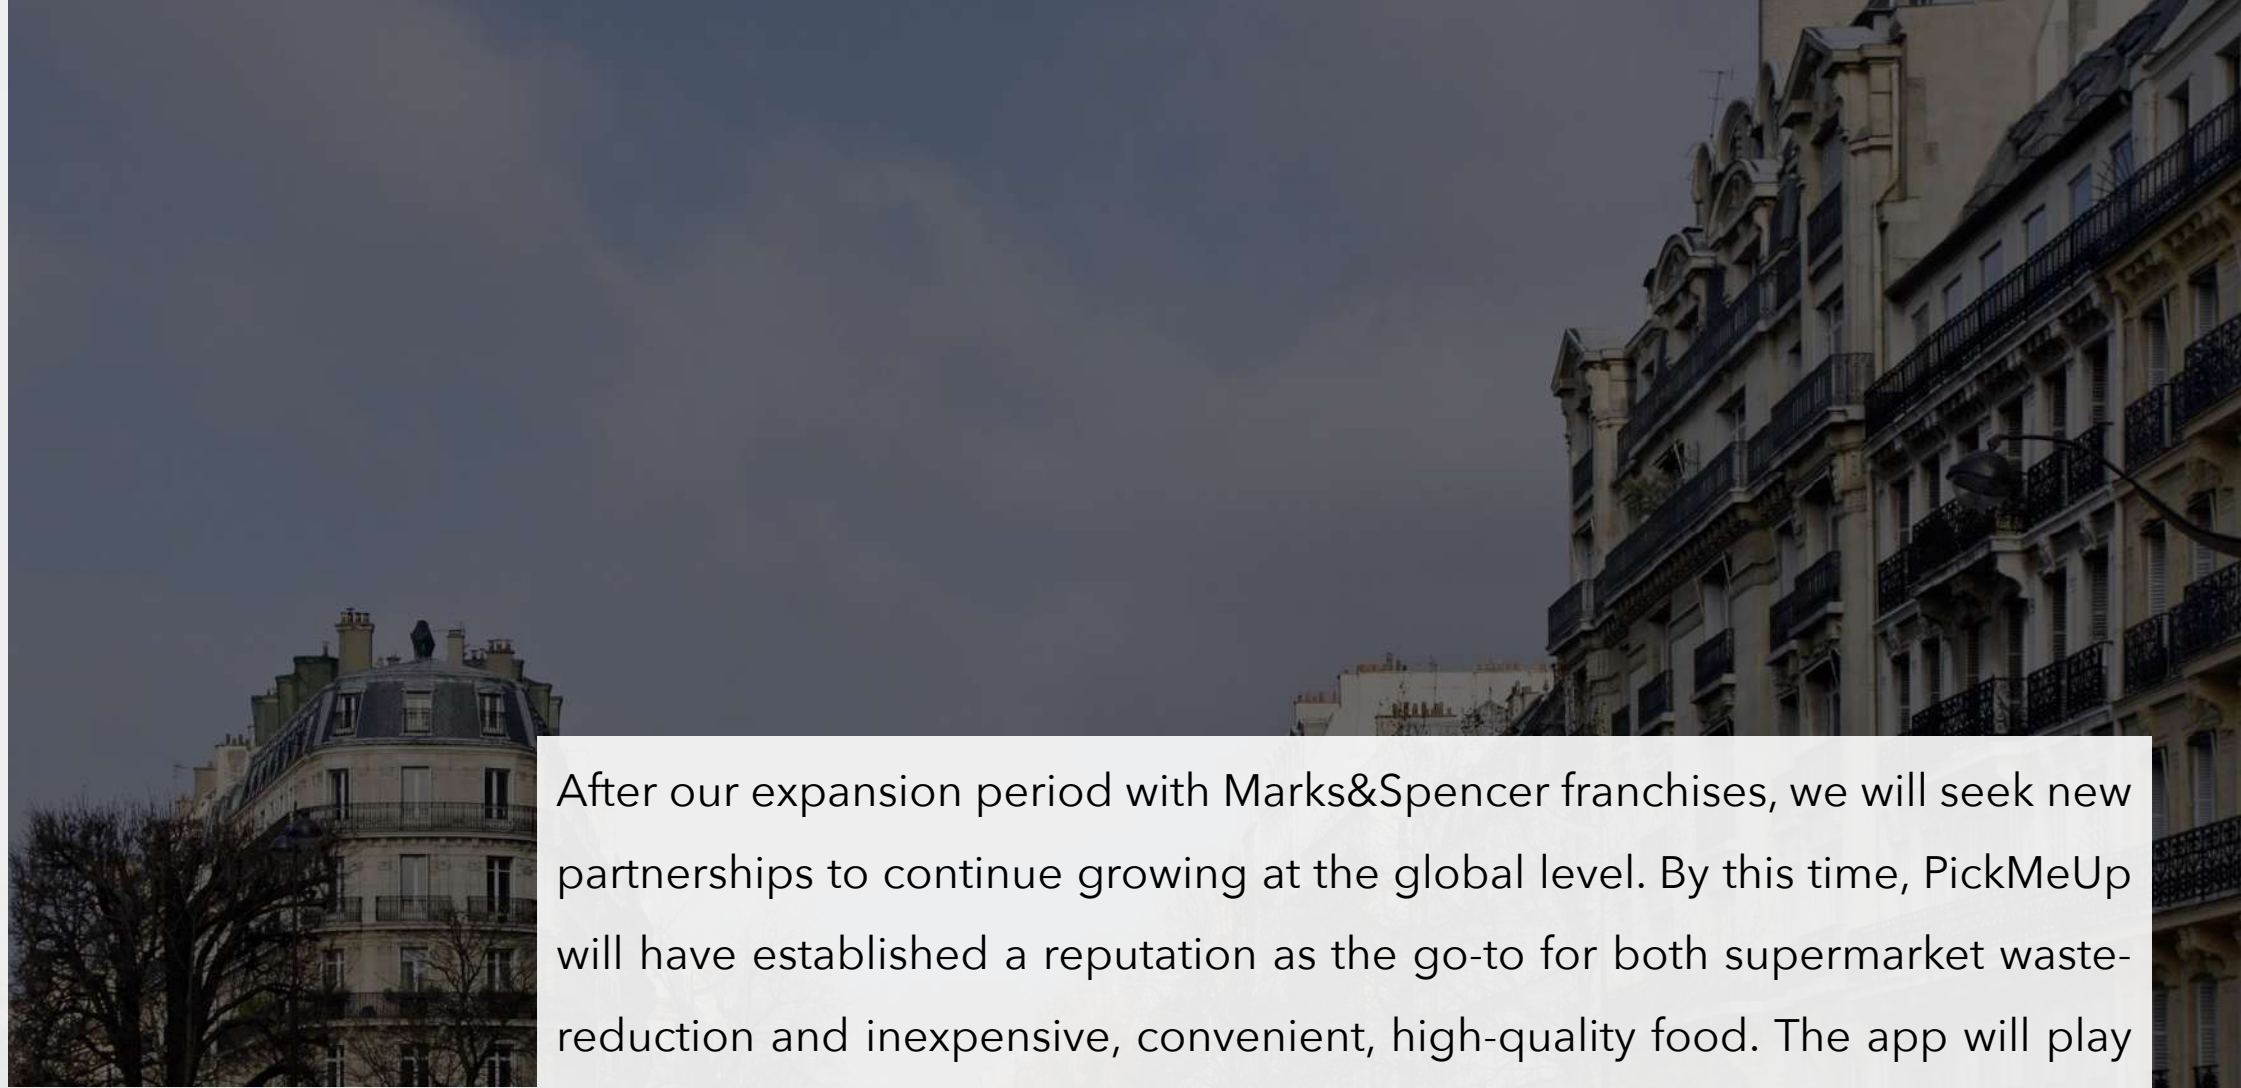 After our expansion period with Marks&Spencer franchises, we will seek new
partnerships to continue growing at the global level. By this time, PickMeUp
will have established a reputation as the go-to for both supermarket waste-
reduction and inexpensive, convenient, high-quality food. The app will play